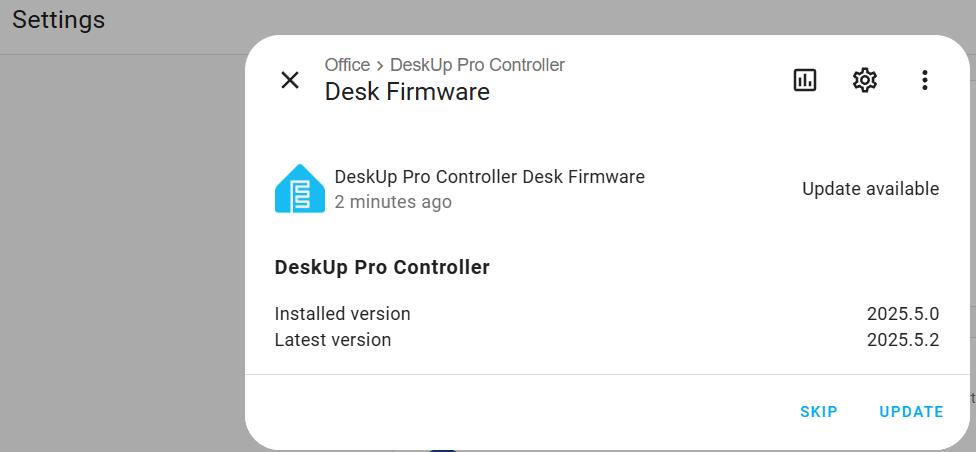 Settings
Office > DeskUp Pro Controller
Desk Firmware
DeskUp Pro Controller Desk Firmware
2 minutes ago
Update available
DeskUp Pro Controller
Installed version 2025.5.0
Latest version 2025.5.2
SKIP UPDATE